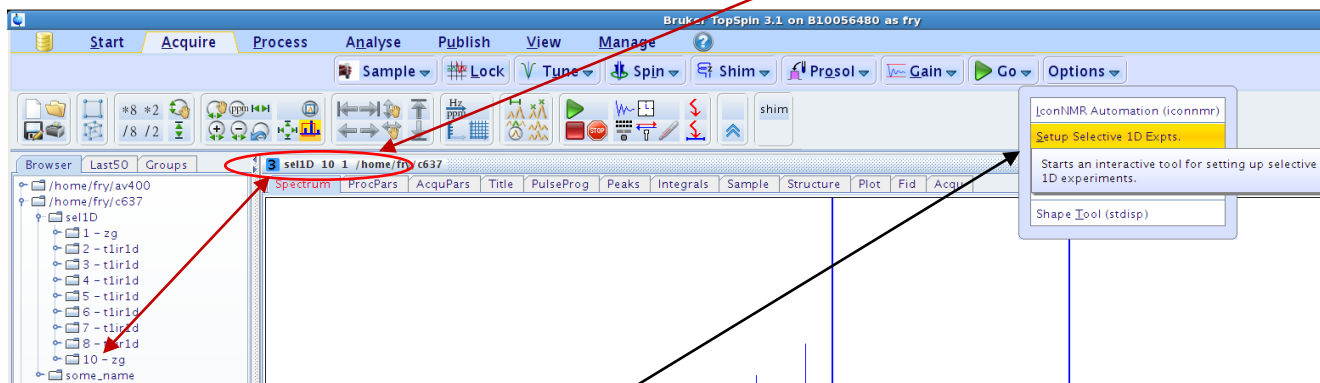 Bruker TopSpin 3.1 on B10056480 as fry
Start Acquire Process Analyse Publish View Manage ?
Sample Lock Tune Spin Shim Prosol Gain Go Options
*8 *2 ppm Hz ppm shim
/8 /2
IconNMR Automation (iconnmr)
Setup Selective 1D Expts.
Starts an interactive tool for setting up selective
1D experiments.
Shape Tool (stdisp)
Browser Last50 Groups
3 sel1D 10 1 /home/fry/c637
Spectrum ProcPars AcquPars Title PulseProg Peaks Integrals Sample Structure Plot Fid Acqu
/home/fry/av400
/home/fry/c637
sel1D
1 - zg
2 - t1ir1d
3 - t1ir1d
4 - t1ir1d
5 - t1ir1d
6 - t1ir1d
7 - t1ir1d
8 - t1ir1d
10 - zg
some_name